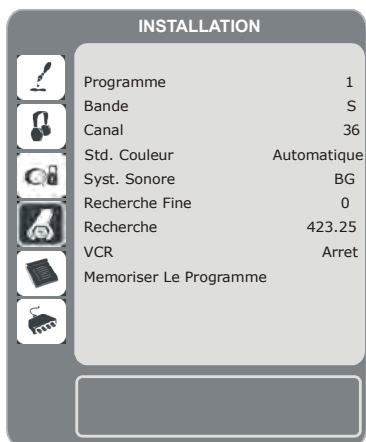 INSTALLATION
Programme 1
Bande S
Canal 36
Std. Couleur Automatique
Syst. Sonore BG
Recherche Fine 0
Recherche 423.25
VCR Arret
Memoriser Le Programme